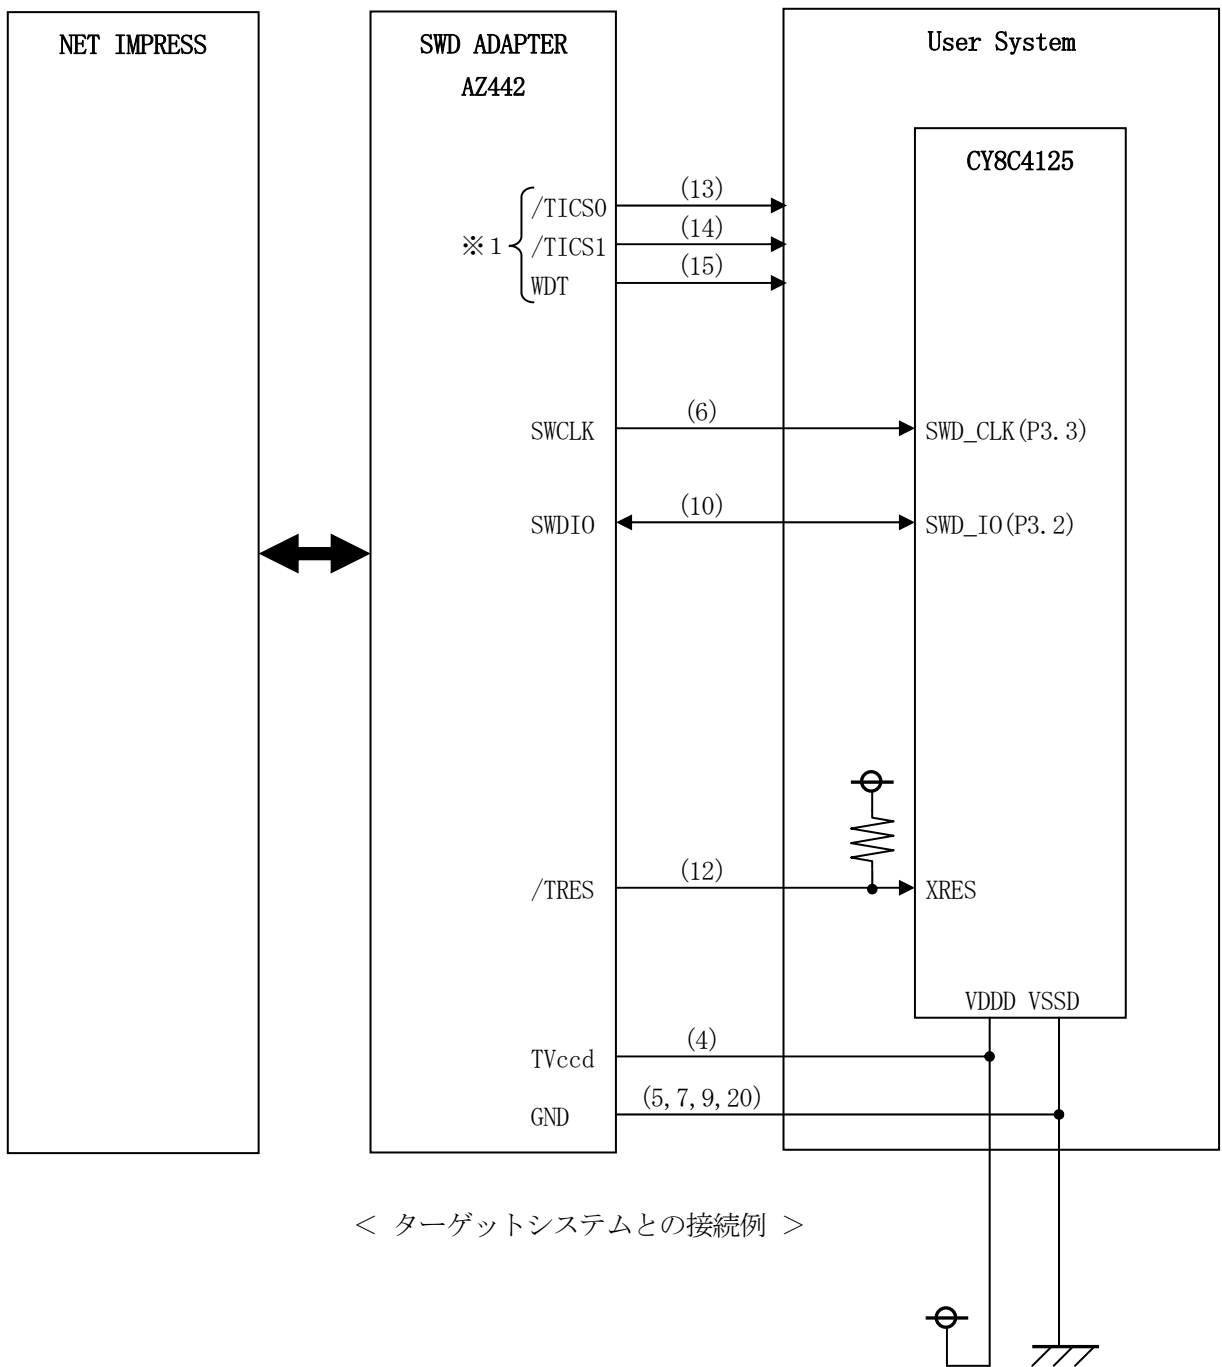 NET IMPRESS
SWD ADAPTER
AZ442
User System
CY8C4125
※1
/TICS0
(13)
/TICS1
(14)
WDT
(15)
SWCLK
(6)
SWD_CLK(P3.3)
SWDIO
(10)
SWD_IO(P3.2)
/TRES
(12)
XRES
VDDD VSSD
TVccd
(4)
GND
(5,7,9,20)
< ターゲットシステムとの接続例 >